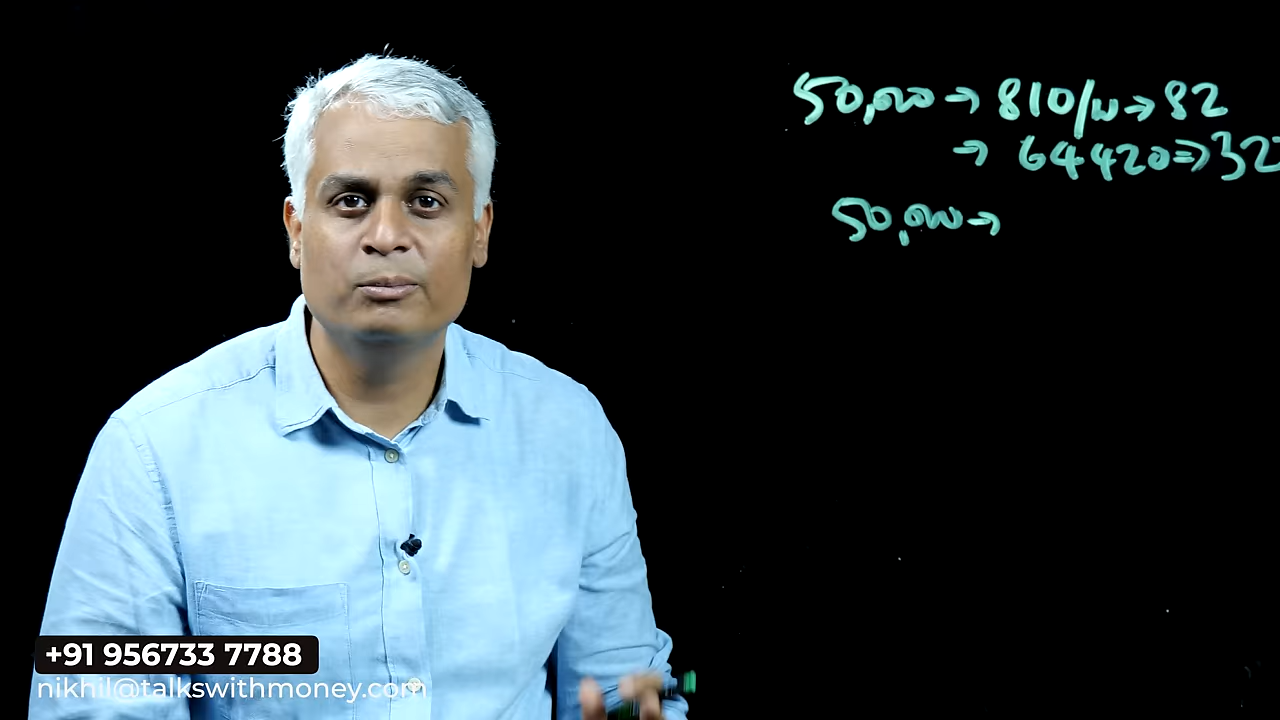 50,000 → 810/w → 82
→ 64420 ⇒ 32
50,000 →
+91 956733 7788
nikhil@talkswithmoney.com